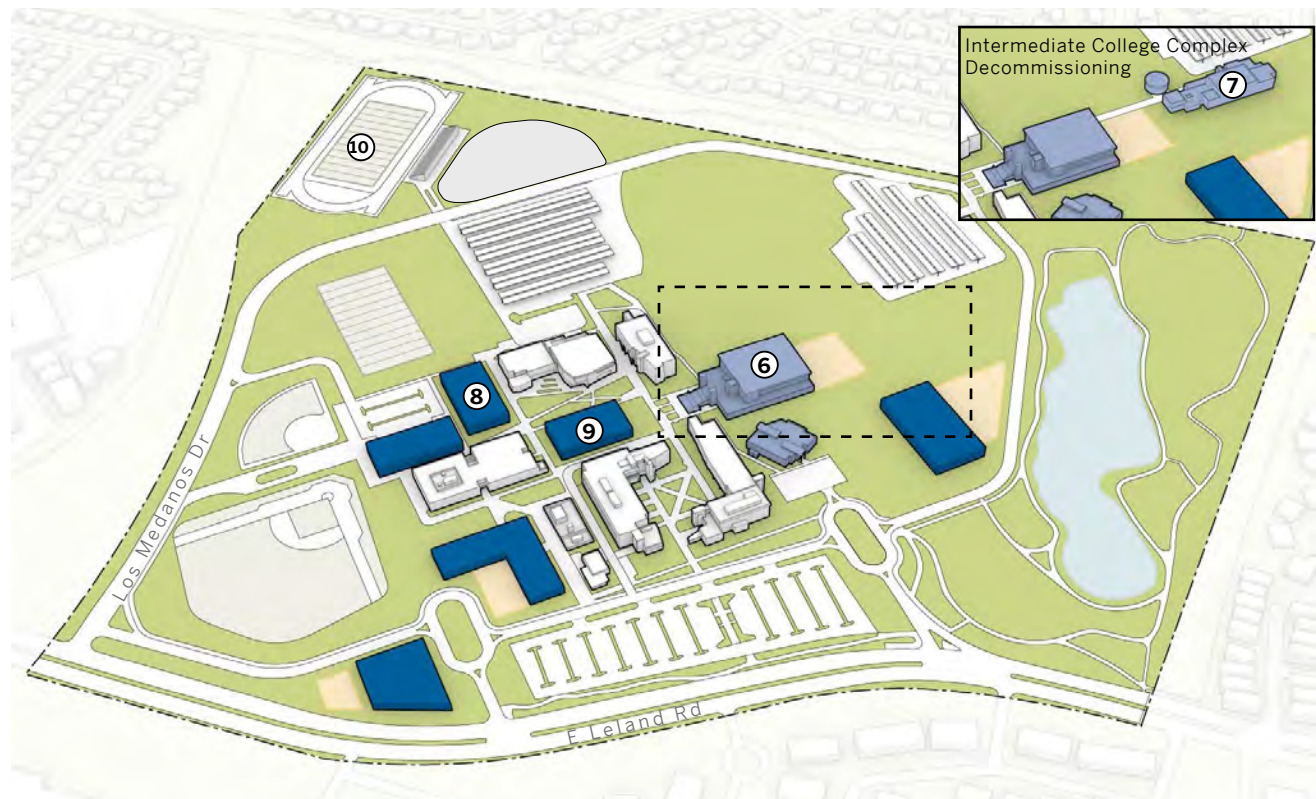 Intermediate College Complex
Decommissioning
7
10
6
8
9
Los Medanos Dr
E Leland Rd